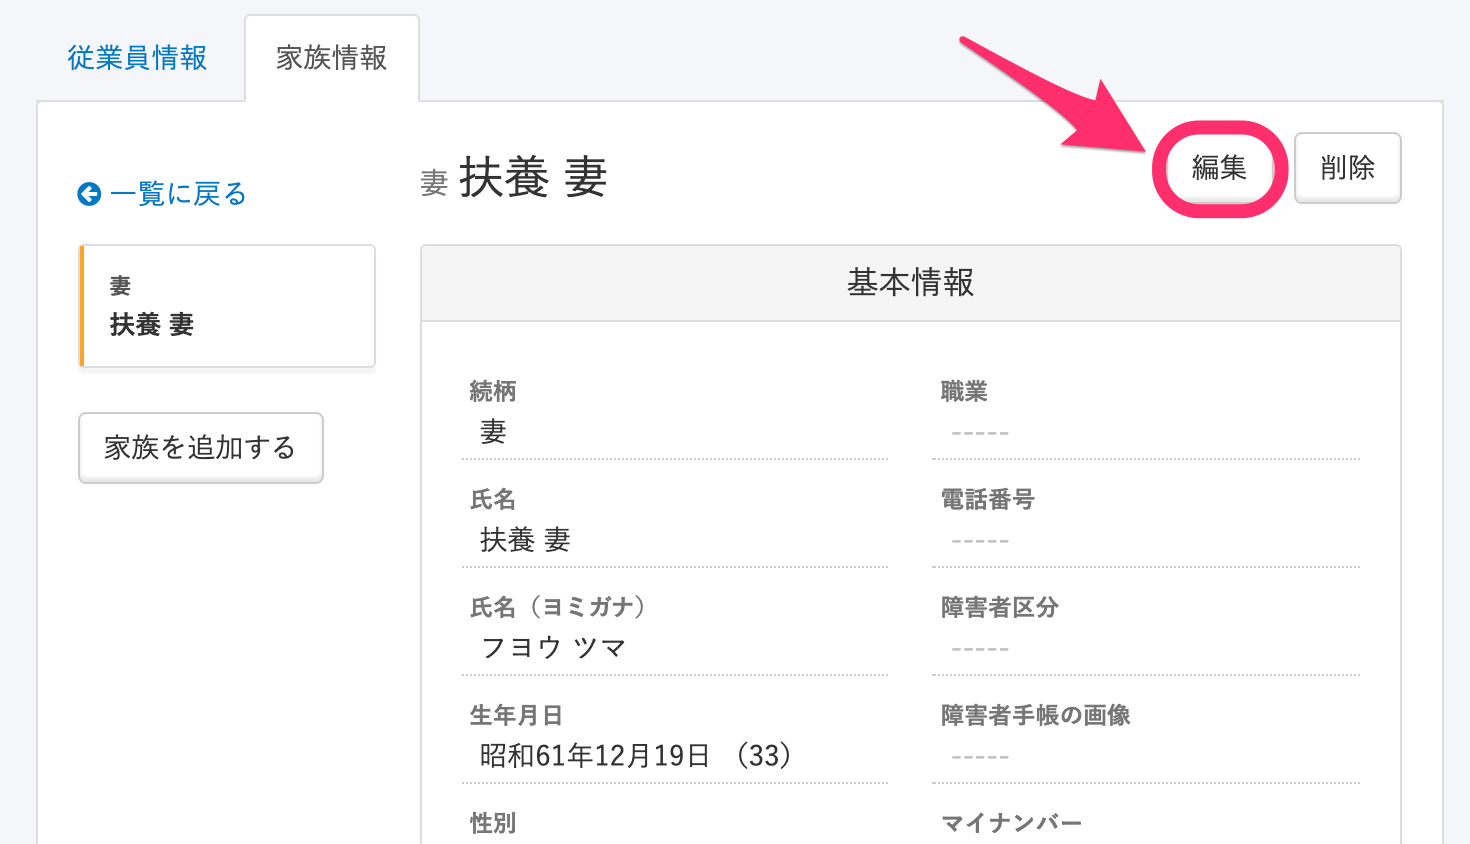 従業員情報
家族情報
一覧に戻る
妻 扶養 妻
編集
削除
妻
扶養 妻
家族を追加する
基本情報
続柄
妻
職業
-----
氏名
扶養 妻
電話番号
-----
氏名（ヨミガナ）
フヨウ ツマ
障害者区分
-----
生年月日
昭和61年12月19日 （33）
障害者手帳の画像
-----
性別
マイナンバー